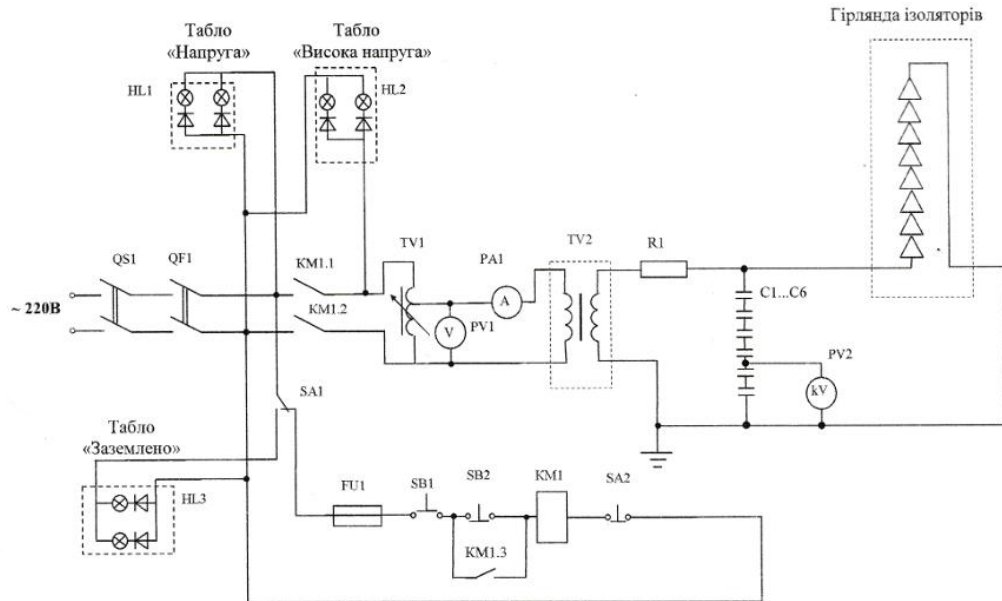 Табло
«Напруга»
Табло
«Висока напруга»
Гірлянда ізоляторів
HL1
HL2
TV1
TV2
R1
PA1
QS1
QF1
KM1.1
~ 220В
KM1.2
A
V
PV1
C1...C6
PV2
kV
SA1
Табло
«Заземлено»
HL3
FU1
SB1
SB2
KM1
SA2
KM1.3